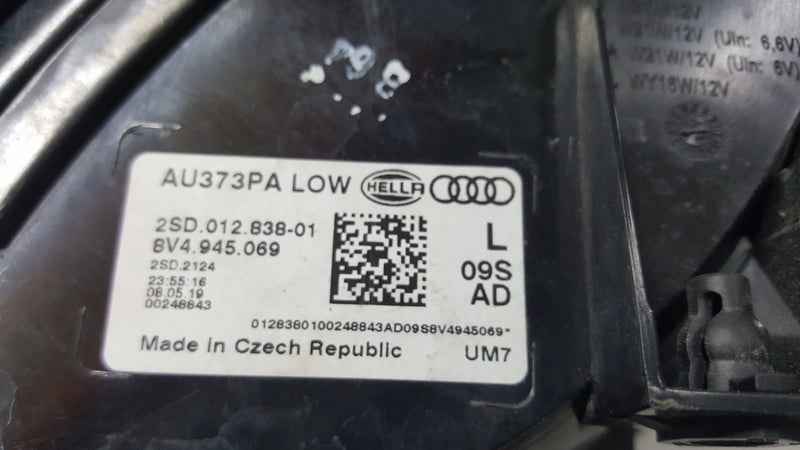 W21W/12V (Uin: 6,6V)
W21W/12V (Uin: 6V)
WY16W/12V
AU373PA LOW HELLA
2SD.012.838-01
8V4.945.069
L
2SD.2124
09S
23:55:16
AD
08.05.19
00248843
0128380100248843AD09S8V4945069*
Made in Czech Republic UM7